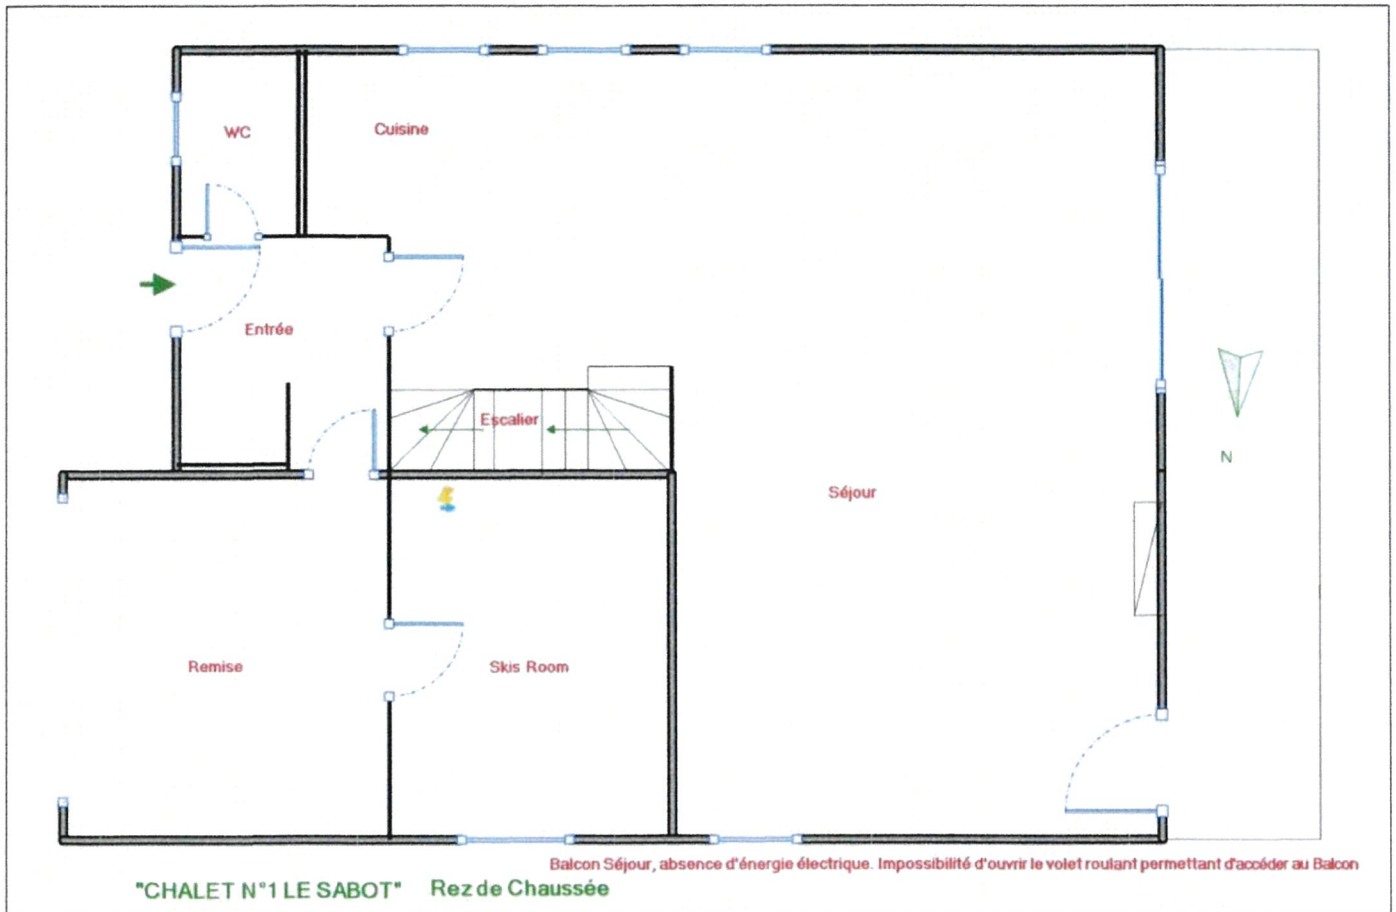 WC
Cuisine
Entrée
Escalier
N
Séjour
Remise
Skis Room
Balcon Séjour, absence d'énergie électrique. Impossibilité d'ouvrir le volet roulant permettant d'accéder au Balcon
"CHALET N°1 LE SABOT" Rez de Chaussée